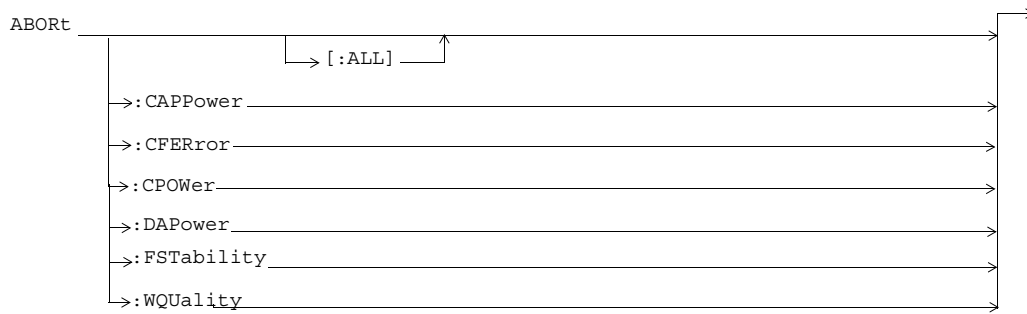 ABORt
[:ALL]
:CAPPower
:CFERror
:CPOWer
:DAPower
:FSTability
:WQUality